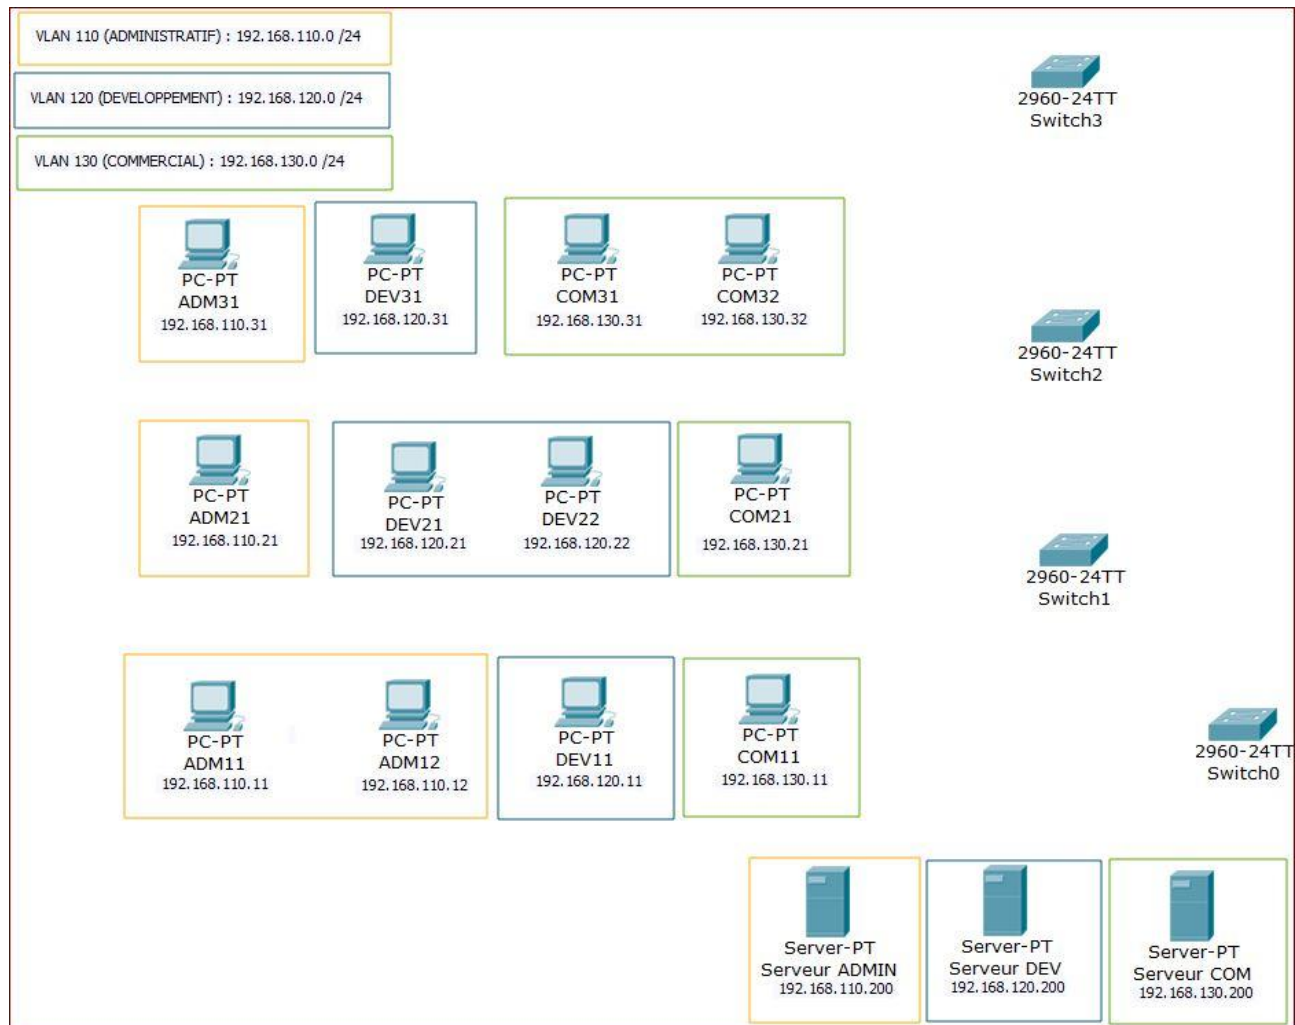 VLAN 110 (ADMINISTRATIF) : 192.168.110.0 /24
VLAN 120 (DEVELOPPEMENT) : 192.168.120.0 /24
VLAN 130 (COMMERCIAL) : 192.168.130.0 /24
2960-24TT
Switch3
PC-PT
ADM31
192.168.110.31
PC-PT
DEV31
192.168.120.31
PC-PT
COM31
192.168.130.31
PC-PT
COM32
192.168.130.32
2960-24TT
Switch2
PC-PT
ADM21
192.168.110.21
PC-PT
DEV21
192.168.120.21
PC-PT
DEV22
192.168.120.22
PC-PT
COM21
192.168.130.21
2960-24TT
Switch1
PC-PT
ADM11
192.168.110.11
PC-PT
ADM12
192.168.110.12
PC-PT
DEV11
192.168.120.11
PC-PT
COM11
192.168.130.11
2960-24TT
Switch0
Server-PT
Serveur ADMIN
192.168.110.200
Server-PT
Serveur DEV
192.168.120.200
Server-PT
Serveur COM
192.168.130.200